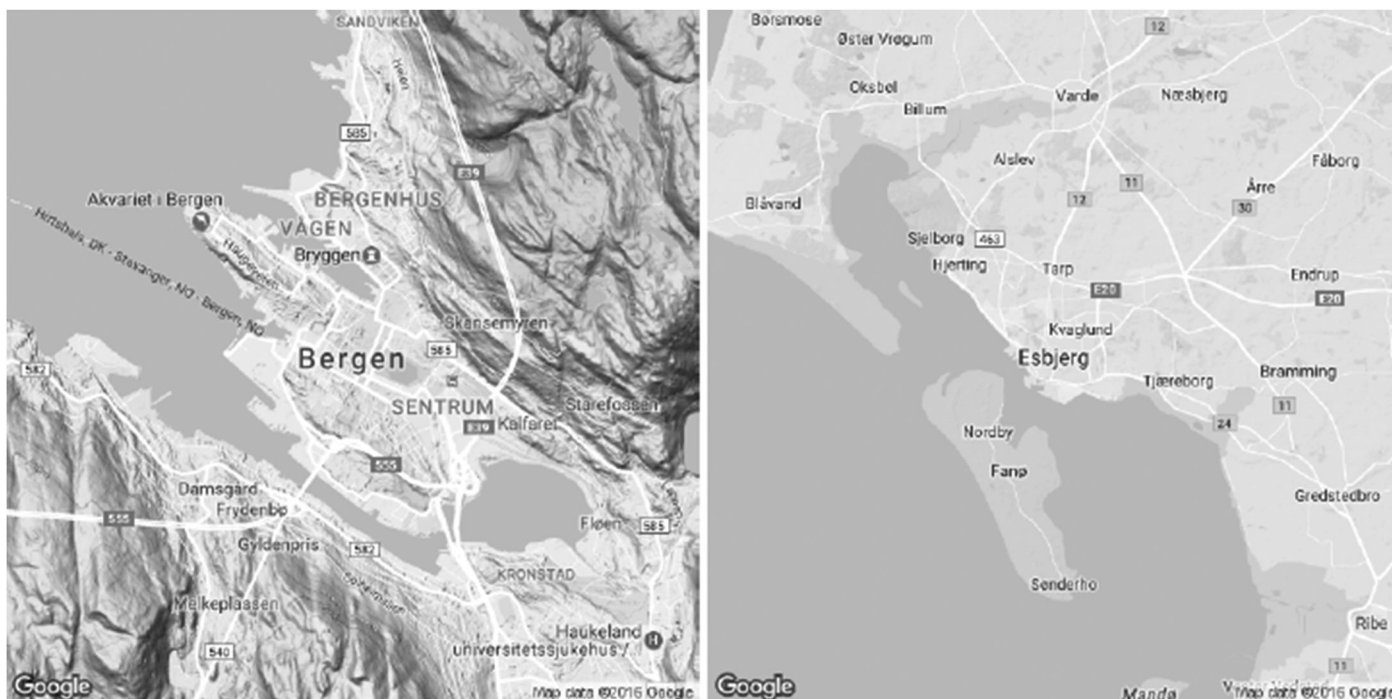 SANDVIKEN
585
E39
Akvariet i Bergen
BERGENHUS
VÅGEN
Bryggen
Haugeveien
Hirtshals, DK - Stavanger, NO - Bergen, NO
Skansemyren
585
Bergen
582
SENTRUM
Starefossen
E39
Kalfaret
555
Damsgård
Frydenbø
555
Fløen
585
Gyldenpris
582
KRONSTAD
Melkeplassen
Haukeland
universitetssjukehus./..
540
Google
Map data ©2016 Google
Børsmose
12
Øster Vrøgum
Oksbøl
Billum
Varde
Næsbjerg
Alslev
Fåborg
11
Årre
12
30
Blåvand
Sjelborg
463
Hjerting
Tarp
Endrup
E20
E20
Kvaglund
Esbjerg
Tjæreborg
Bramming
11
24
Nordby
Fanø
Gredstedbro
Sønderho
Ribe
11
Mandø
Google
Map data ©2016 Google